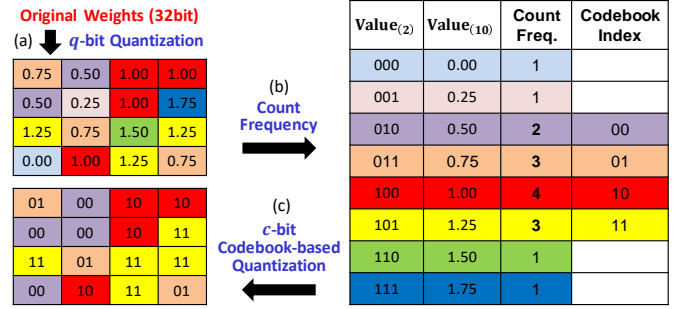 Original Weights (32bit)
(a) q-bit Quantization
0.75 0.50 1.00 1.00
0.50 0.25 1.00 1.75
1.25 0.75 1.50 1.25
0.00 1.00 1.25 0.75
(b)
Count
Frequency
01 00 10 10
00 00 10 11
11 01 11 11
00 10 11 01
(c)
c-bit
Codebook-based
Quantization
Value(2) Value(10) Count Freq. Codebook Index
000 0.00 1
001 0.25 1
010 0.50 2 00
011 0.75 3 01
100 1.00 4 10
101 1.25 3 11
110 1.50 1
111 1.75 1